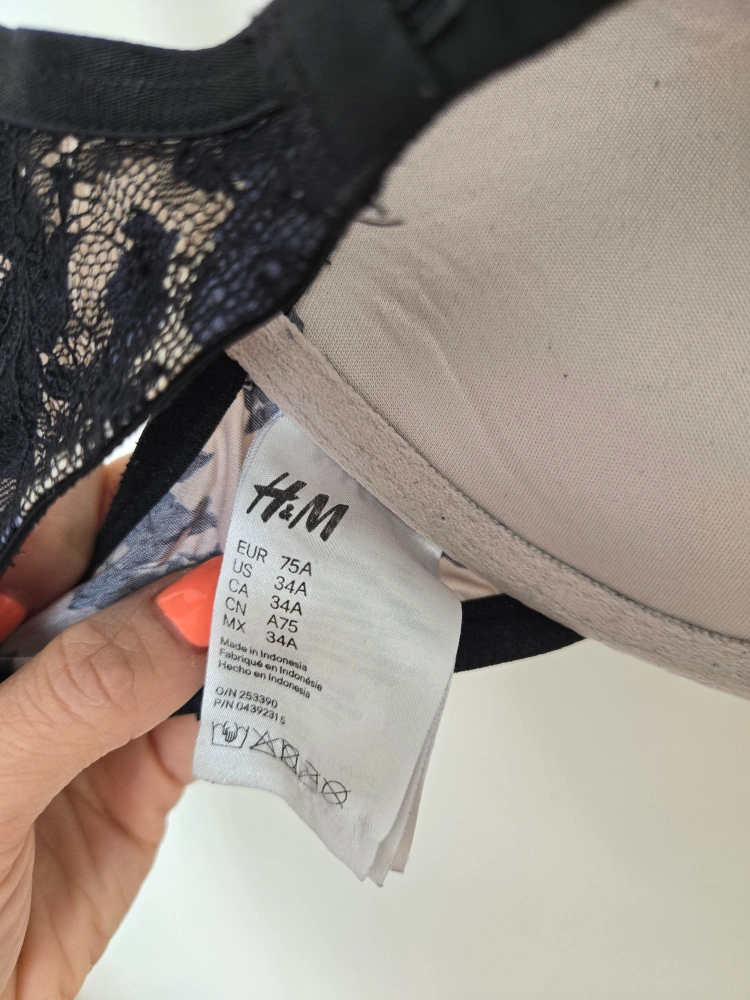 H&M
EUR 75A
US 34A
CA 34A
CN A75
MX 34A
Made in Indonesia
Fabriqué en Indonésie
Hecho en Indonesia
O/N 253390
P/N 04392315